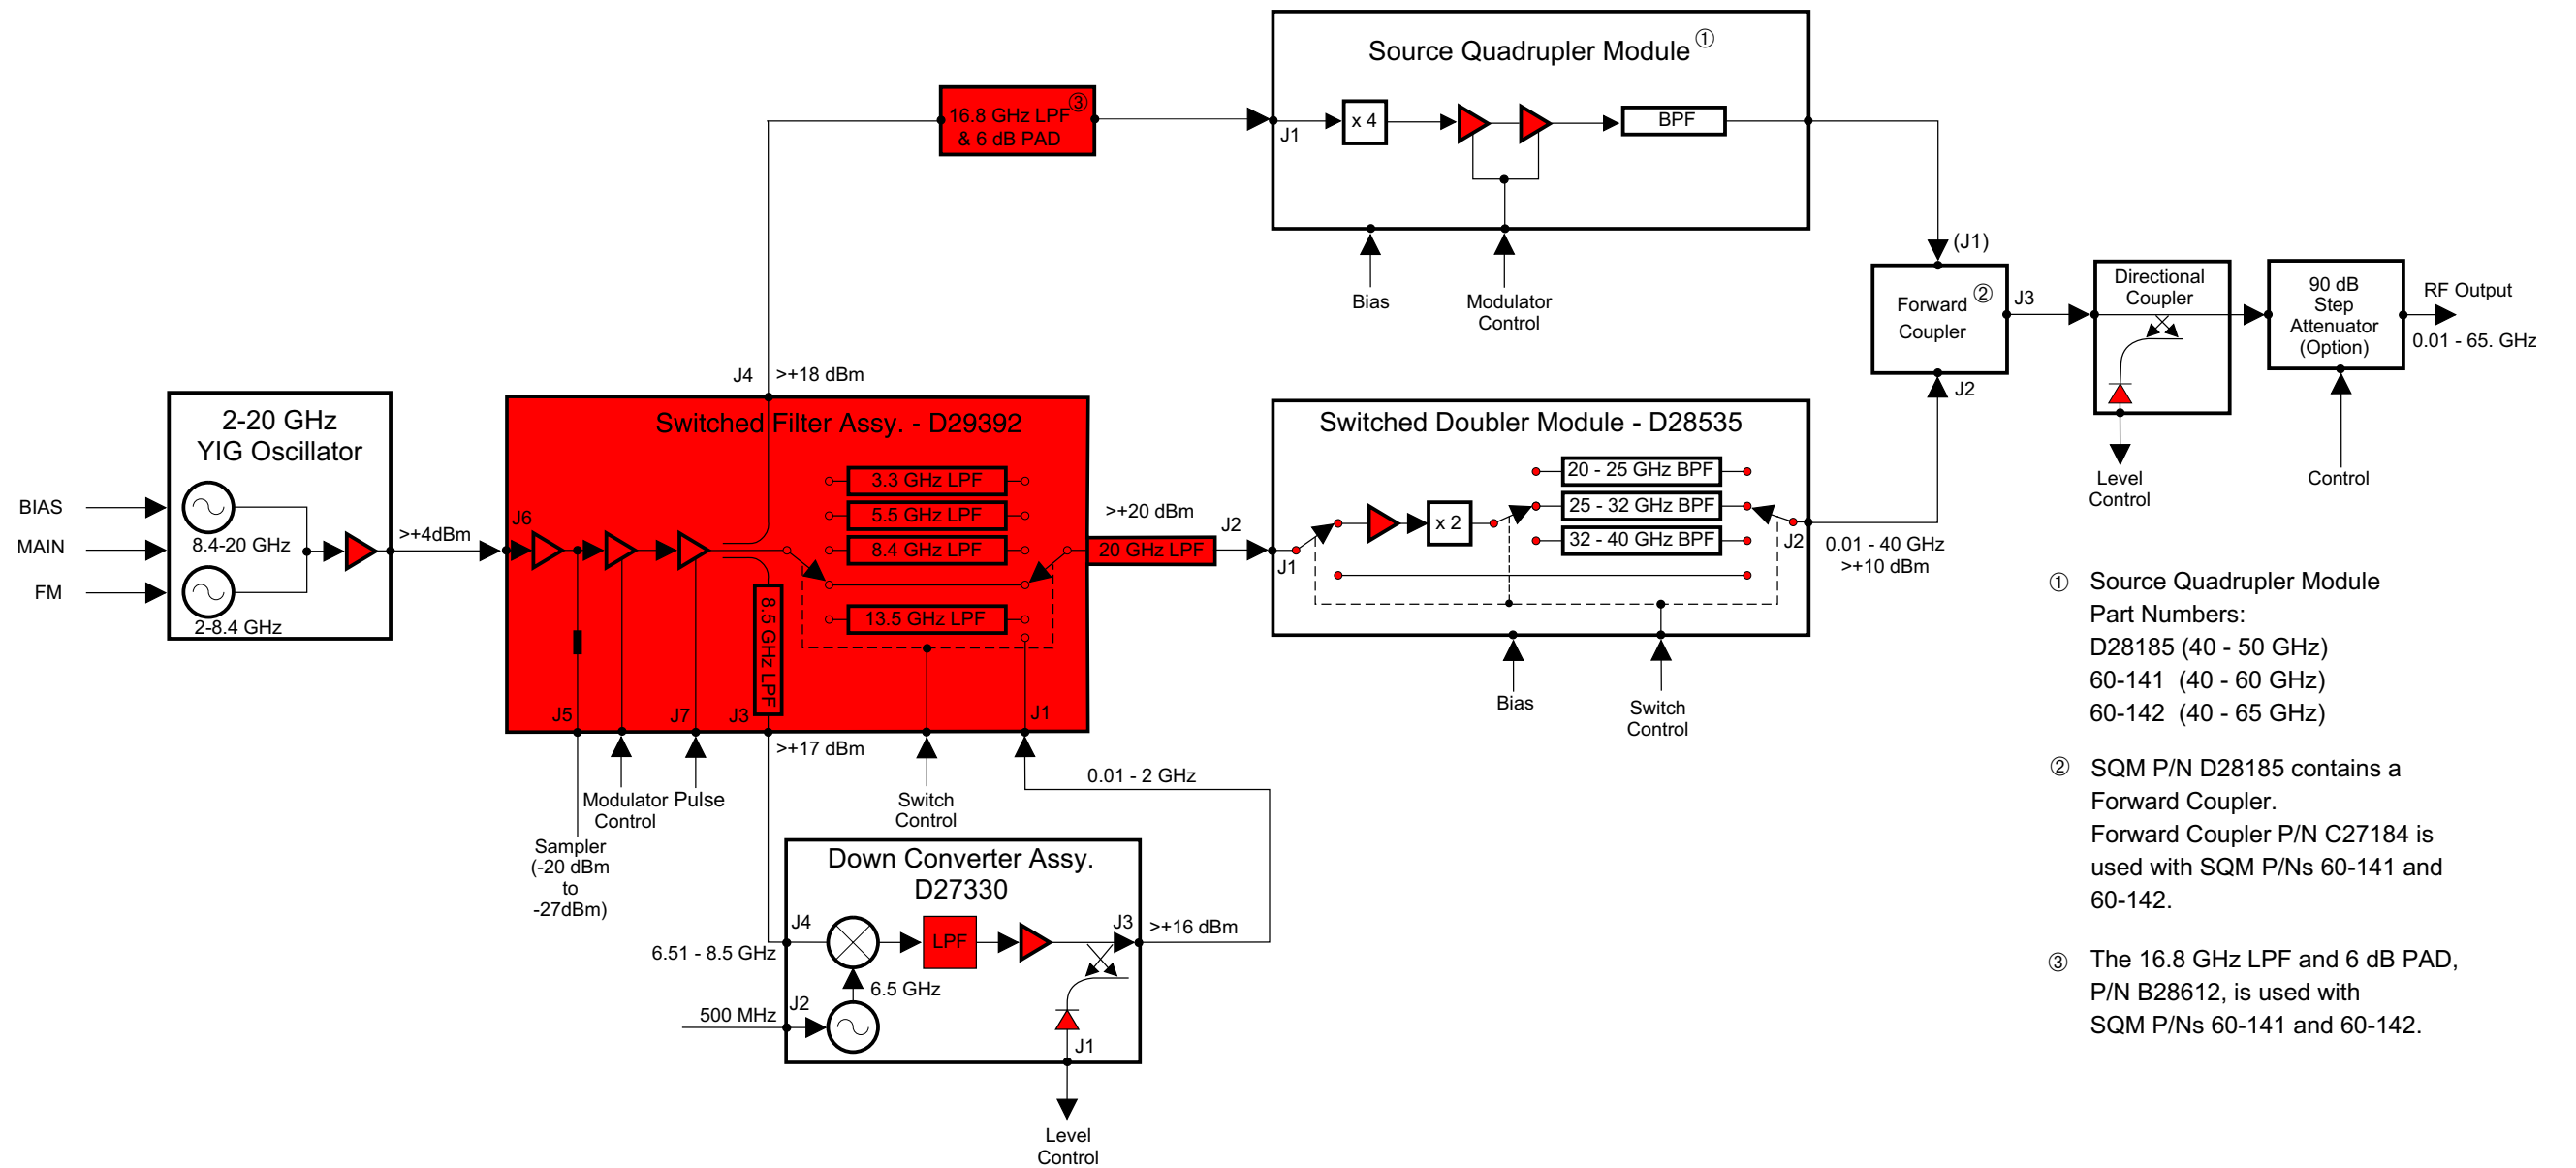 Source Quadrupler Module ①
16.8 GHz LPF ③
& 6 dB PAD
J1
x 4
BPF
Bias
Modulator
Control
(J1)
Forward ②
Coupler
J3
J2
Directional
Coupler
Level
Control
90 dB
Step
Attenuator
(Option)
Control
RF Output
0.01 - 65. GHz
J4
>+18 dBm
2-20 GHz
YIG Oscillator
BIAS
MAIN
FM
8.4-20 GHz
2-8.4 GHz
>+4dBm
Switched Filter Assy. - D29392
J6
3.3 GHz LPF
5.5 GHz LPF
8.4 GHz LPF
13.5 GHz LPF
8.5 GHz LPF
20 GHz LPF
J5
J7
J3
J1
>+20 dBm
J2
>+17 dBm
Modulator
Control
Pulse
Switch
Control
Sampler
(-20 dBm
to
-27dBm)
0.01 - 2 GHz
Switched Doubler Module - D28535
J1
x 2
20 - 25 GHz BPF
25 - 32 GHz BPF
32 - 40 GHz BPF
J2
0.01 - 40 GHz
>+10 dBm
Bias
Switch
Control
Down Converter Assy.
D27330
J4
J3
>+16 dBm
6.51 - 8.5 GHz
LPF
6.5 GHz
500 MHz
J2
J1
Level
Control
① Source Quadrupler Module
Part Numbers:
D28185 (40 - 50 GHz)
60-141 (40 - 60 GHz)
60-142 (40 - 65 GHz)
② SQM P/N D28185 contains a
Forward Coupler.
Forward Coupler P/N C27184 is
used with SQM P/Ns 60-141 and
60-142.
③ The 16.8 GHz LPF and 6 dB PAD,
P/N B28612, is used with
SQM P/Ns 60-141 and 60-142.